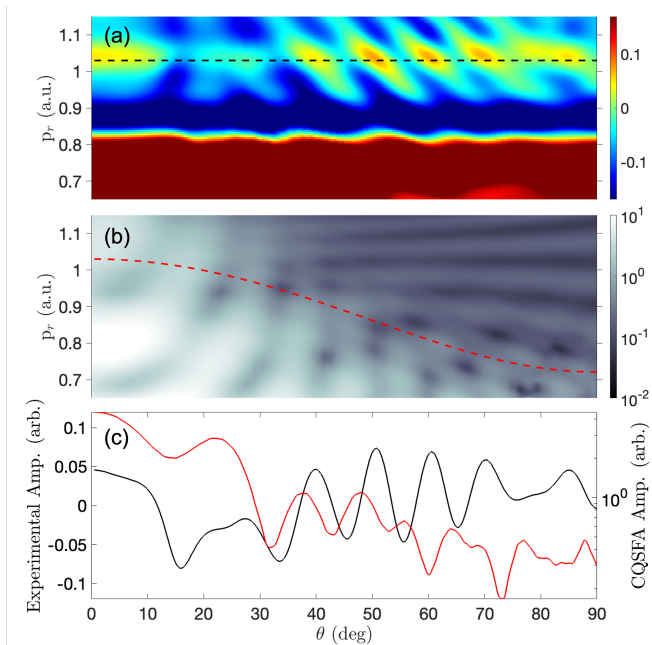 (a)
1.1
1
0.9
0.8
0.7
p_r (a.u.)
0.1
0
-0.1
(b)
1.1
1
0.9
0.8
0.7
p_r (a.u.)
10^1
10^0
10^-1
10^-2
(c)
0.1
0.05
0
-0.05
-0.1
Experimental Amp. (arb.)
10^0
CQSFA Amp. (arb.)
0 10 20 30 40 50 60 70 80 90
θ (deg)